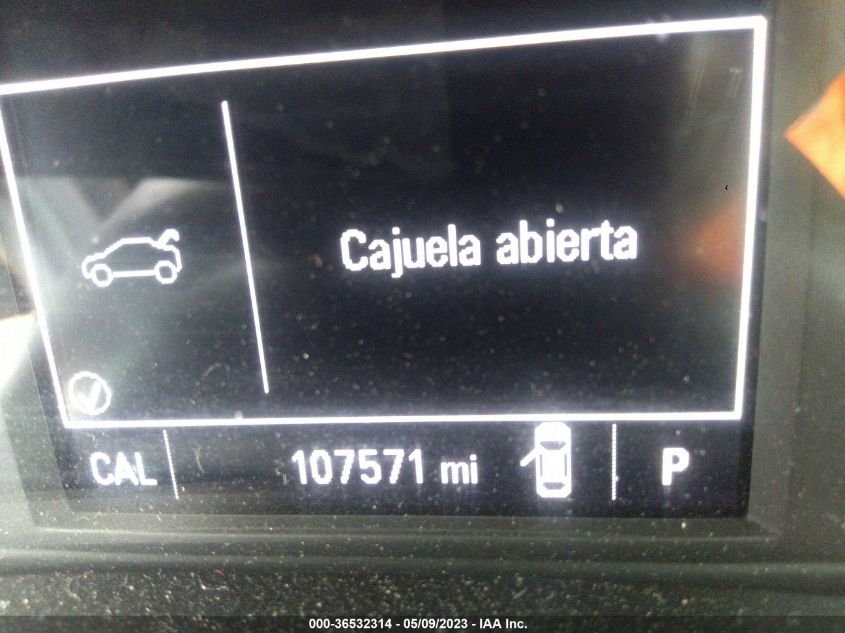 Cajuela abierta
CAL 107571 mi P
000-36532314 - 05/09/2023 - IAA Inc.